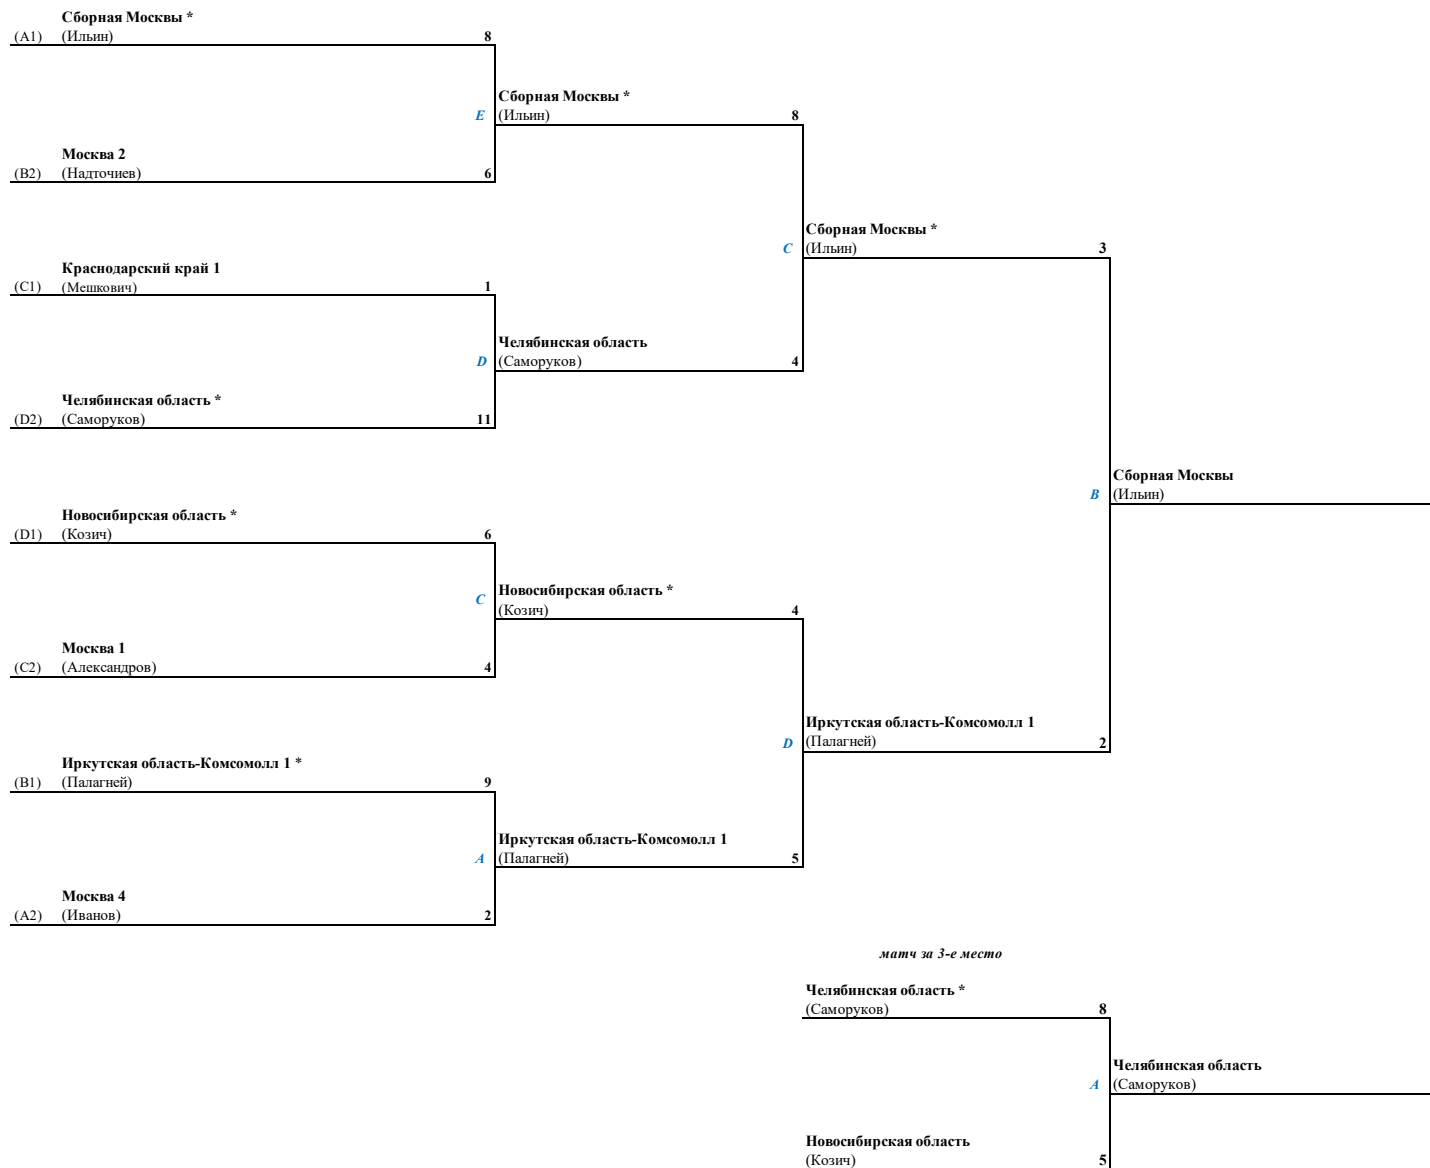 Сборная Москвы *
(A1) (Ильин) 8
Сборная Москвы *
E (Ильин) 8
Москва 2
(B2) (Надточиев) 6
Сборная Москвы *
C (Ильин) 3
Краснодарский край 1
(C1) (Мешкович) 1
Челябинская область
D (Саморуков) 4
Челябинская область *
(D2) (Саморуков) 11
Сборная Москвы
B (Ильин)
Новосибирская область *
(D1) (Козич) 6
Новосибирская область *
C (Козич) 4
Москва 1
(C2) (Александров) 4
Иркутская область-Комсомолл 1
D (Палагней) 2
Иркутская область-Комсомолл 1 *
(B1) (Палагней) 9
Иркутская область-Комсомолл 1
A (Палагней) 5
Москва 4
(A2) (Иванов) 2
матч за 3-е место
Челябинская область *
(Саморуков) 8
Челябинская область
A (Саморуков)
Новосибирская область
(Козич) 5